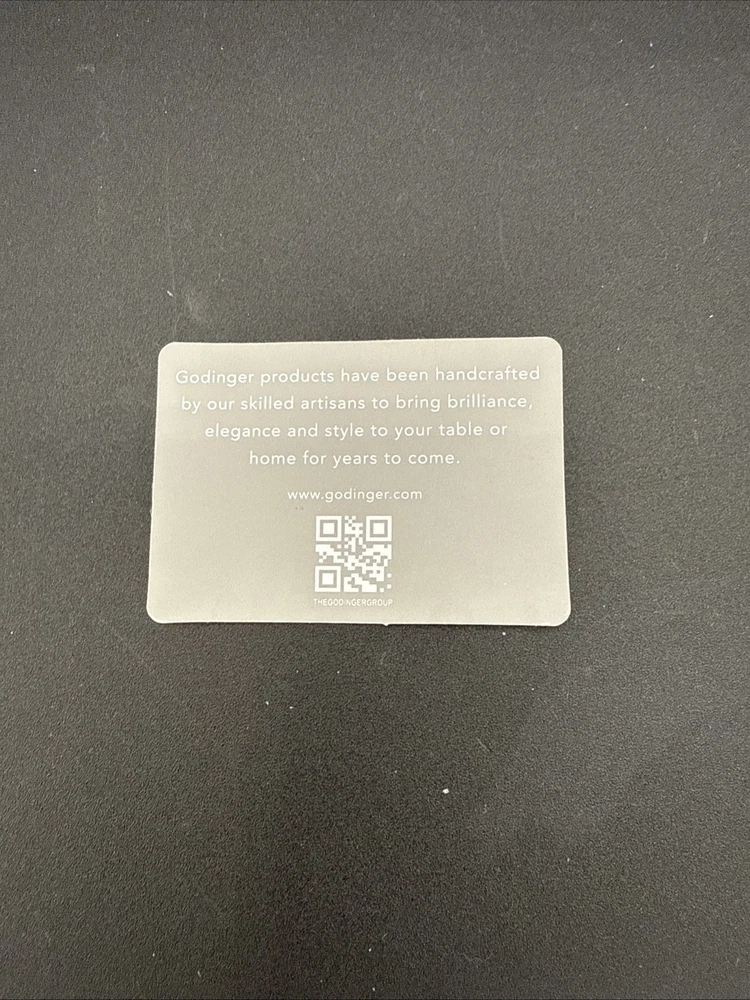 Godinger products have been handcrafted
by our skilled artisans to bring brilliance,
elegance and style to your table or
home for years to come.
www.godinger.com
THEGODINGERGROUP